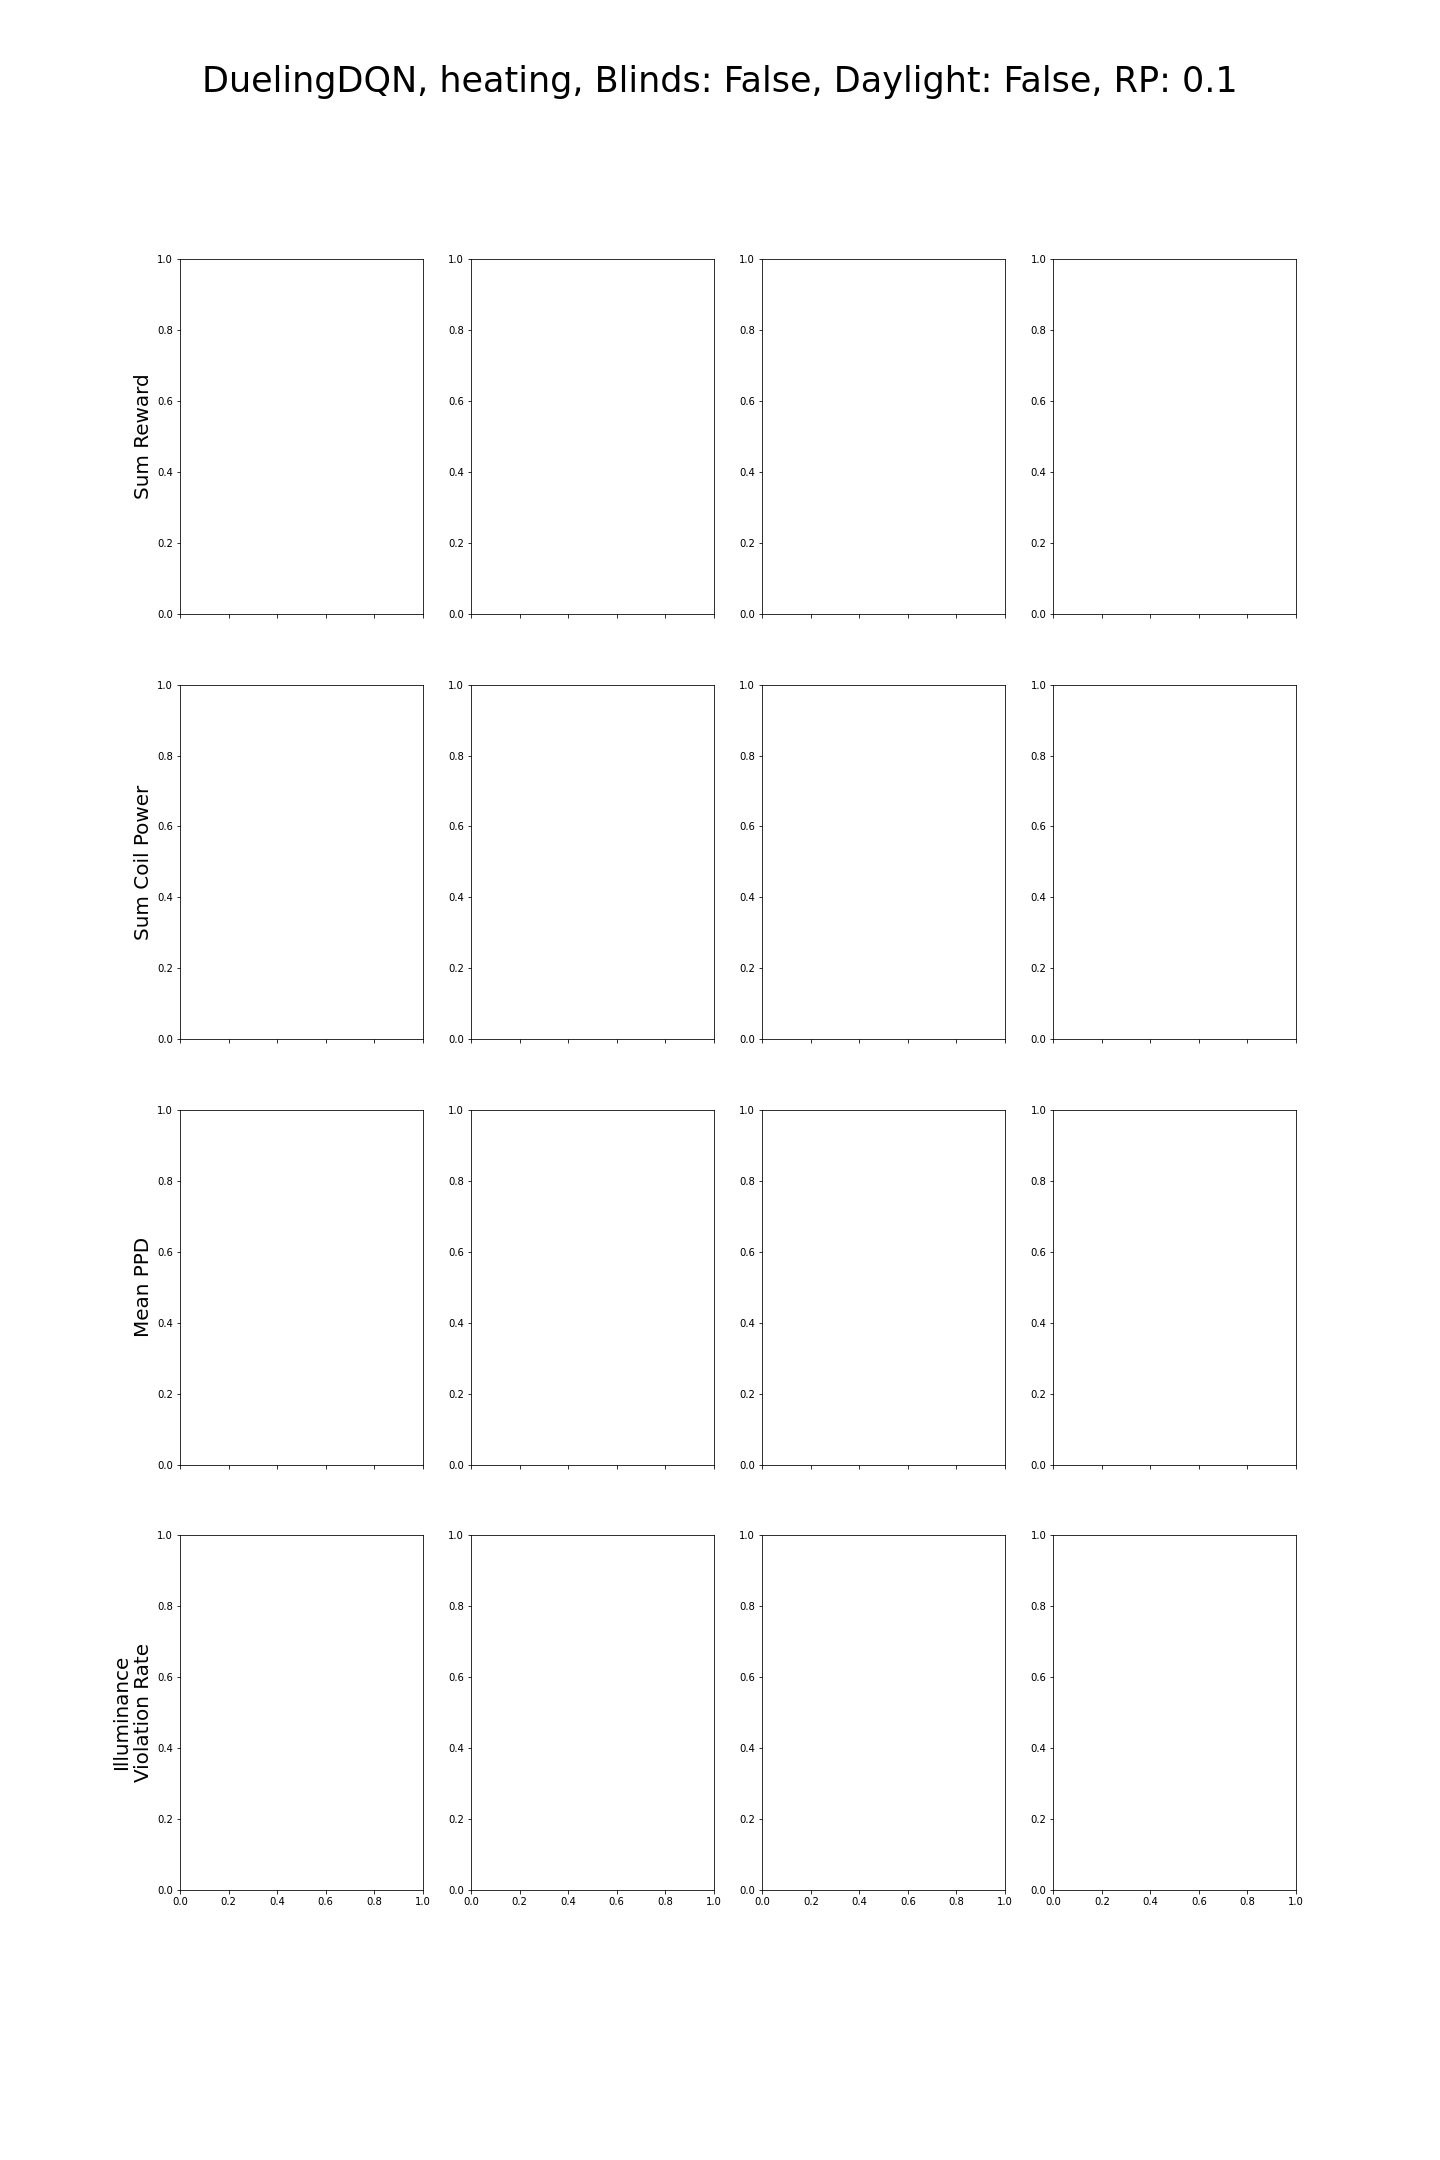 DuelingDQN, heating, Blinds: False, Daylight: False, RP: 0.1
Sum Reward
1.0 1.0 1.0 1.0
0.8 0.8 0.8 0.8
0.6 0.6 0.6 0.6
0.4 0.4 0.4 0.4
0.2 0.2 0.2 0.2
0.0 0.0 0.0 0.0
Sum Coil Power
1.0 1.0 1.0 1.0
0.8 0.8 0.8 0.8
0.6 0.6 0.6 0.6
0.4 0.4 0.4 0.4
0.2 0.2 0.2 0.2
0.0 0.0 0.0 0.0
Mean PPD
1.0 1.0 1.0 1.0
0.8 0.8 0.8 0.8
0.6 0.6 0.6 0.6
0.4 0.4 0.4 0.4
0.2 0.2 0.2 0.2
0.0 0.0 0.0 0.0
Illuminance
Violation Rate
1.0 1.0 1.0 1.0
0.8 0.8 0.8 0.8
0.6 0.6 0.6 0.6
0.4 0.4 0.4 0.4
0.2 0.2 0.2 0.2
0.0 0.0 0.0 0.0
0.0 0.2 0.4 0.6 0.8 1.0 0.0 0.2 0.4 0.6 0.8 1.0 0.0 0.2 0.4 0.6 0.8 1.0 0.0 0.2 0.4 0.6 0.8 1.0